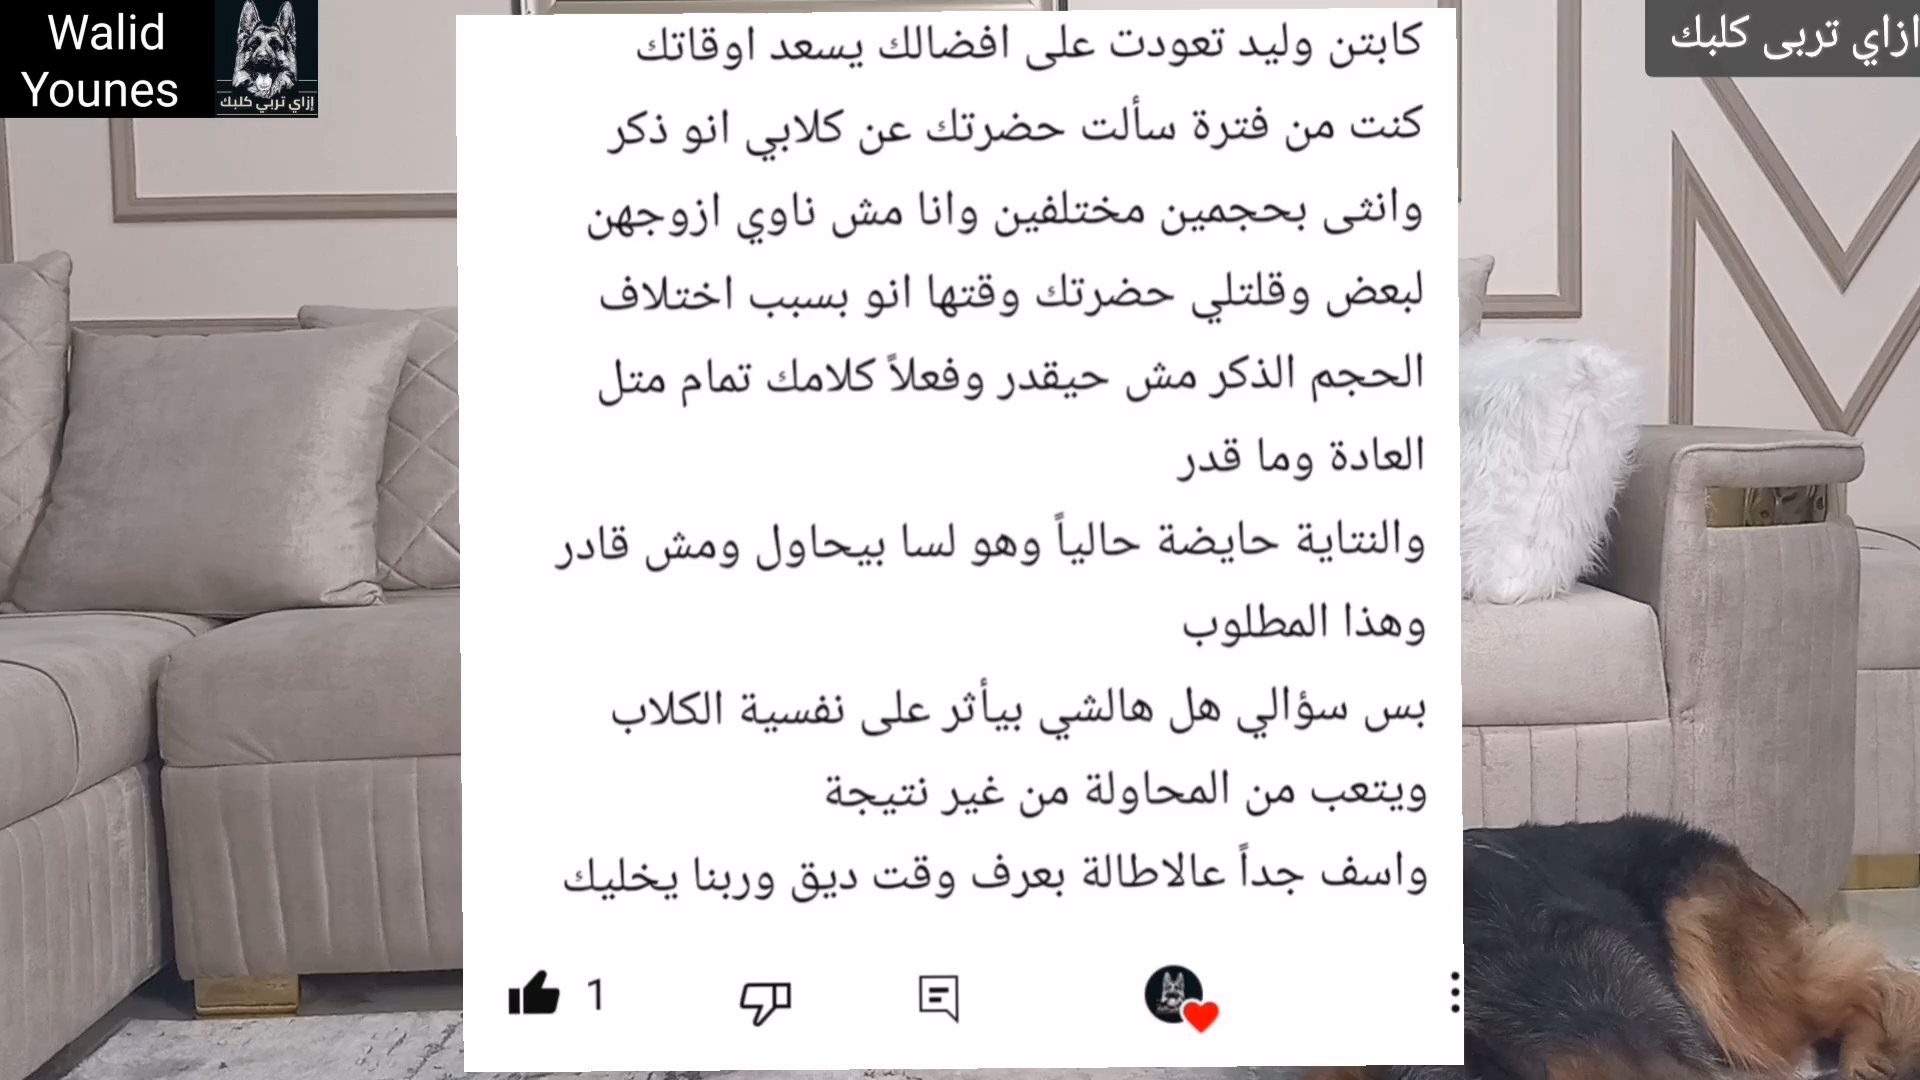 Walid
Younes
إزاي تربي كلبك
ازاي تربى كلبك
كابتن وليد تعودت على افضالك يسعد اوقاتك
كنت من فترة سألت حضرتك عن كلابي انو ذكر
وانثى بحجمين مختلفين وانا مش ناوي ازوجهن
لبعض وقلتلي حضرتك وقتها انو بسبب اختلاف
الحجم الذكر مش حيقدر وفعلاً كلامك تمام متل
العادة وما قدر
والنتاية حايضة حالياً وهو لسا بيحاول ومش قادر
وهذا المطلوب
بس سؤالي هل هالشي بيأثر على نفسية الكلاب
ويتعب من المحاولة من غير نتيجة
واسف جداً عالاطالة بعرف وقت ديق وربنا يخليك
1